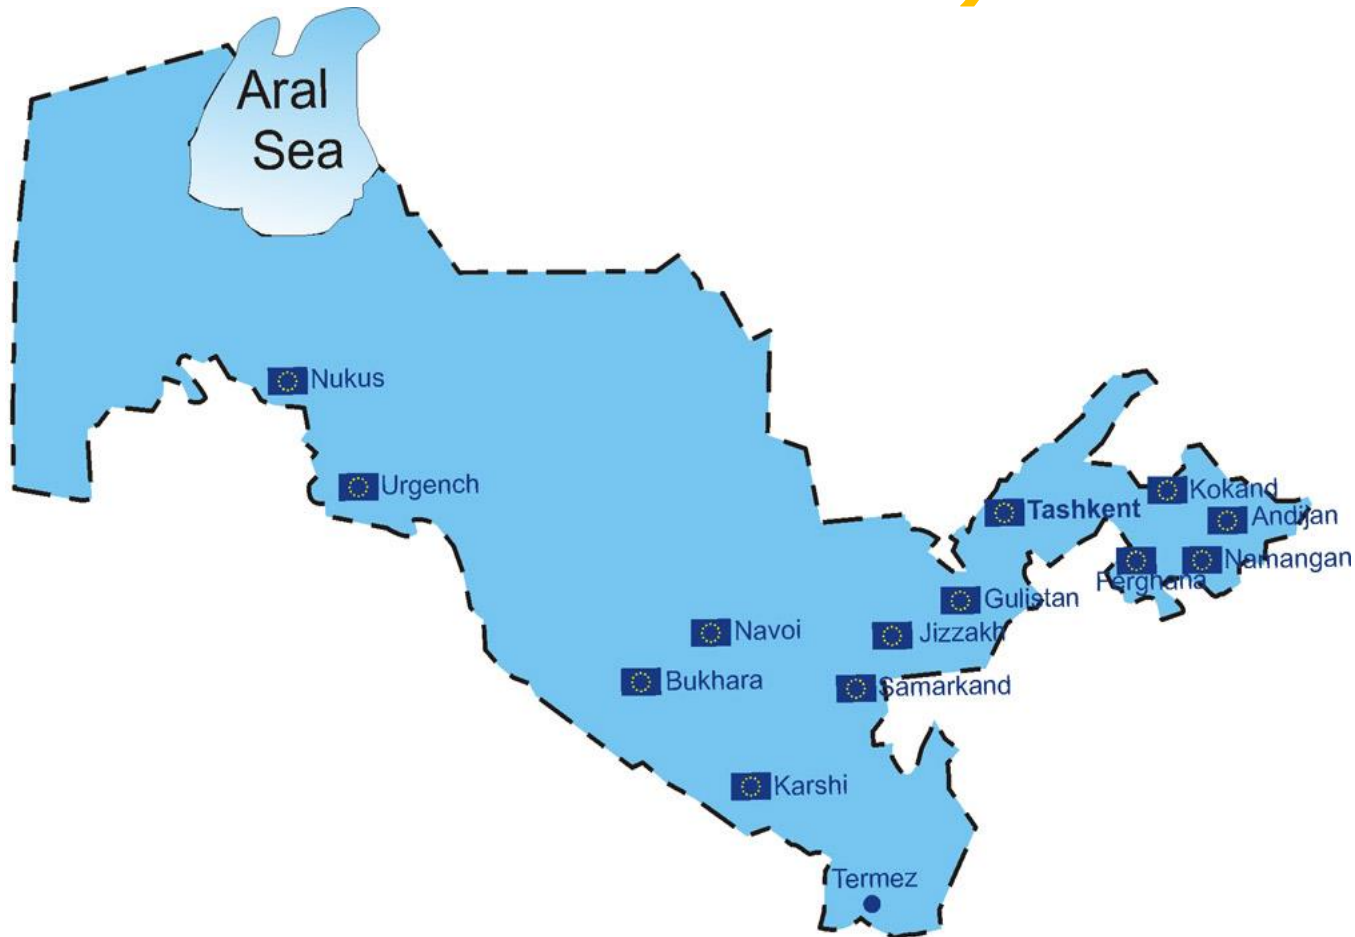 Aral
Sea
Nukus
Urgench
Kokand
Tashkent
Andijan
Namangan
Ferghana
Gulistan
Navoi
Jizzakh
Bukhara
Samarkand
Karshi
Termez